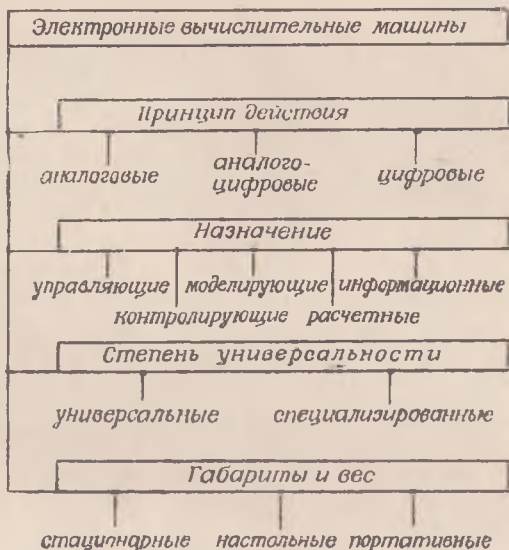 Электронные вычислительные машины
Принцип действия
аналоговые аналого- цифровые
цифровые
Назначение
управляющие моделирующие информационные
контролирующие расчетные
Степень универсальности
универсальные специализированные
Габариты и вес
стационарные настольные портативные